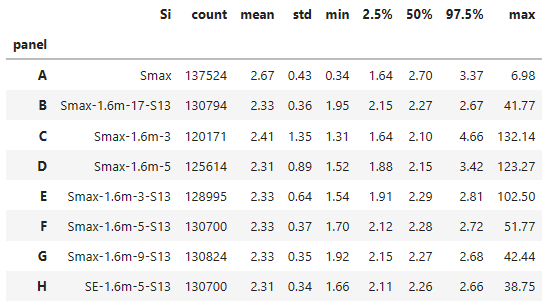 Si count mean std min 2.5% 50% 97.5% max
panel
A Smax 137524 2.67 0.43 0.34 1.64 2.70 3.37 6.98
B Smax-1.6m-17-S13 130794 2.33 0.36 1.95 2.15 2.27 2.67 41.77
C Smax-1.6m-3 120171 2.41 1.35 1.31 1.64 2.10 4.66 132.14
D Smax-1.6m-5 125614 2.31 0.89 1.52 1.88 2.15 3.42 123.27
E Smax-1.6m-3-S13 128995 2.33 0.64 1.54 1.91 2.29 2.81 102.50
F Smax-1.6m-5-S13 130700 2.33 0.37 1.70 2.12 2.28 2.72 51.77
G Smax-1.6m-9-S13 130824 2.33 0.35 1.92 2.15 2.27 2.68 42.44
H SE-1.6m-5-S13 130700 2.31 0.34 1.66 2.11 2.26 2.66 38.75